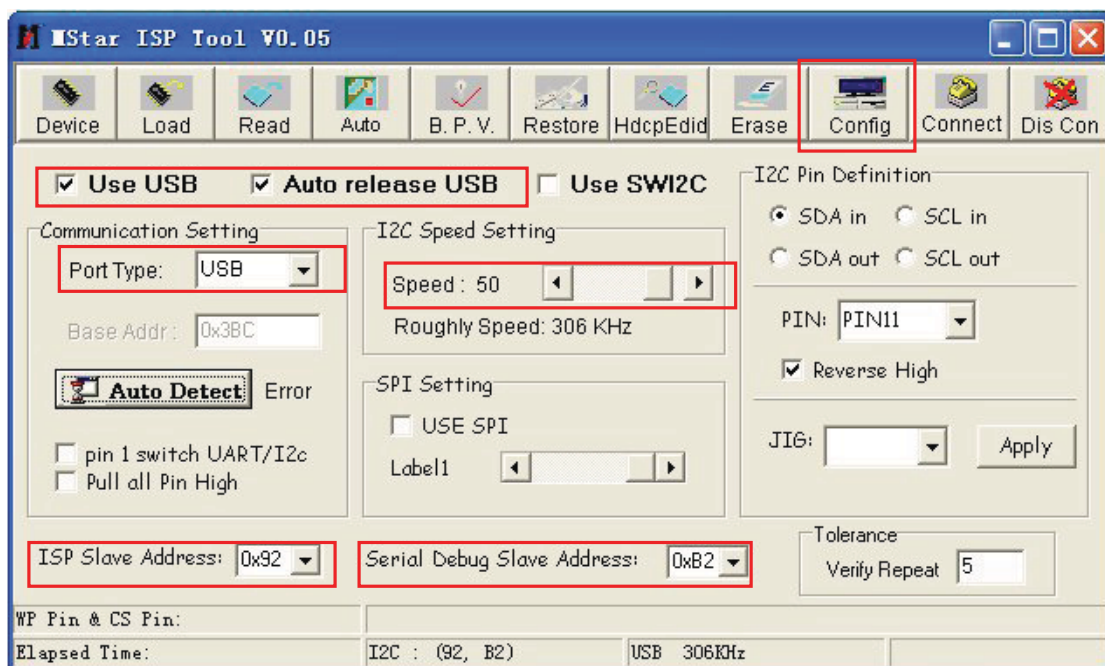 MStar ISP Tool V0.05
Device Load Read Auto B. P. V. Restore HdcpEdid Erase Config Connect Dis Con
Use USB Auto release USB Use SWI2C
I2C Pin Definition
SDA in SCL in
SDA out SCL out
PIN: PIN11
Reverse High
JIG: Apply
Communication Setting
Port Type: USB
Base Addr: 0x3BC
Auto Detect Error
pin 1 switch UART/I2c
Pull all Pin High
I2C Speed Setting
Speed: 50
Roughly Speed: 306 KHz
SPI Setting
USE SPI
Label1
ISP Slave Address: 0x92
Serial Debug Slave Address: 0xB2
Tolerance
Verify Repeat 5
WP Pin & CS Pin:
Elapsed Time: I2C : (92, B2) USB 306KHz